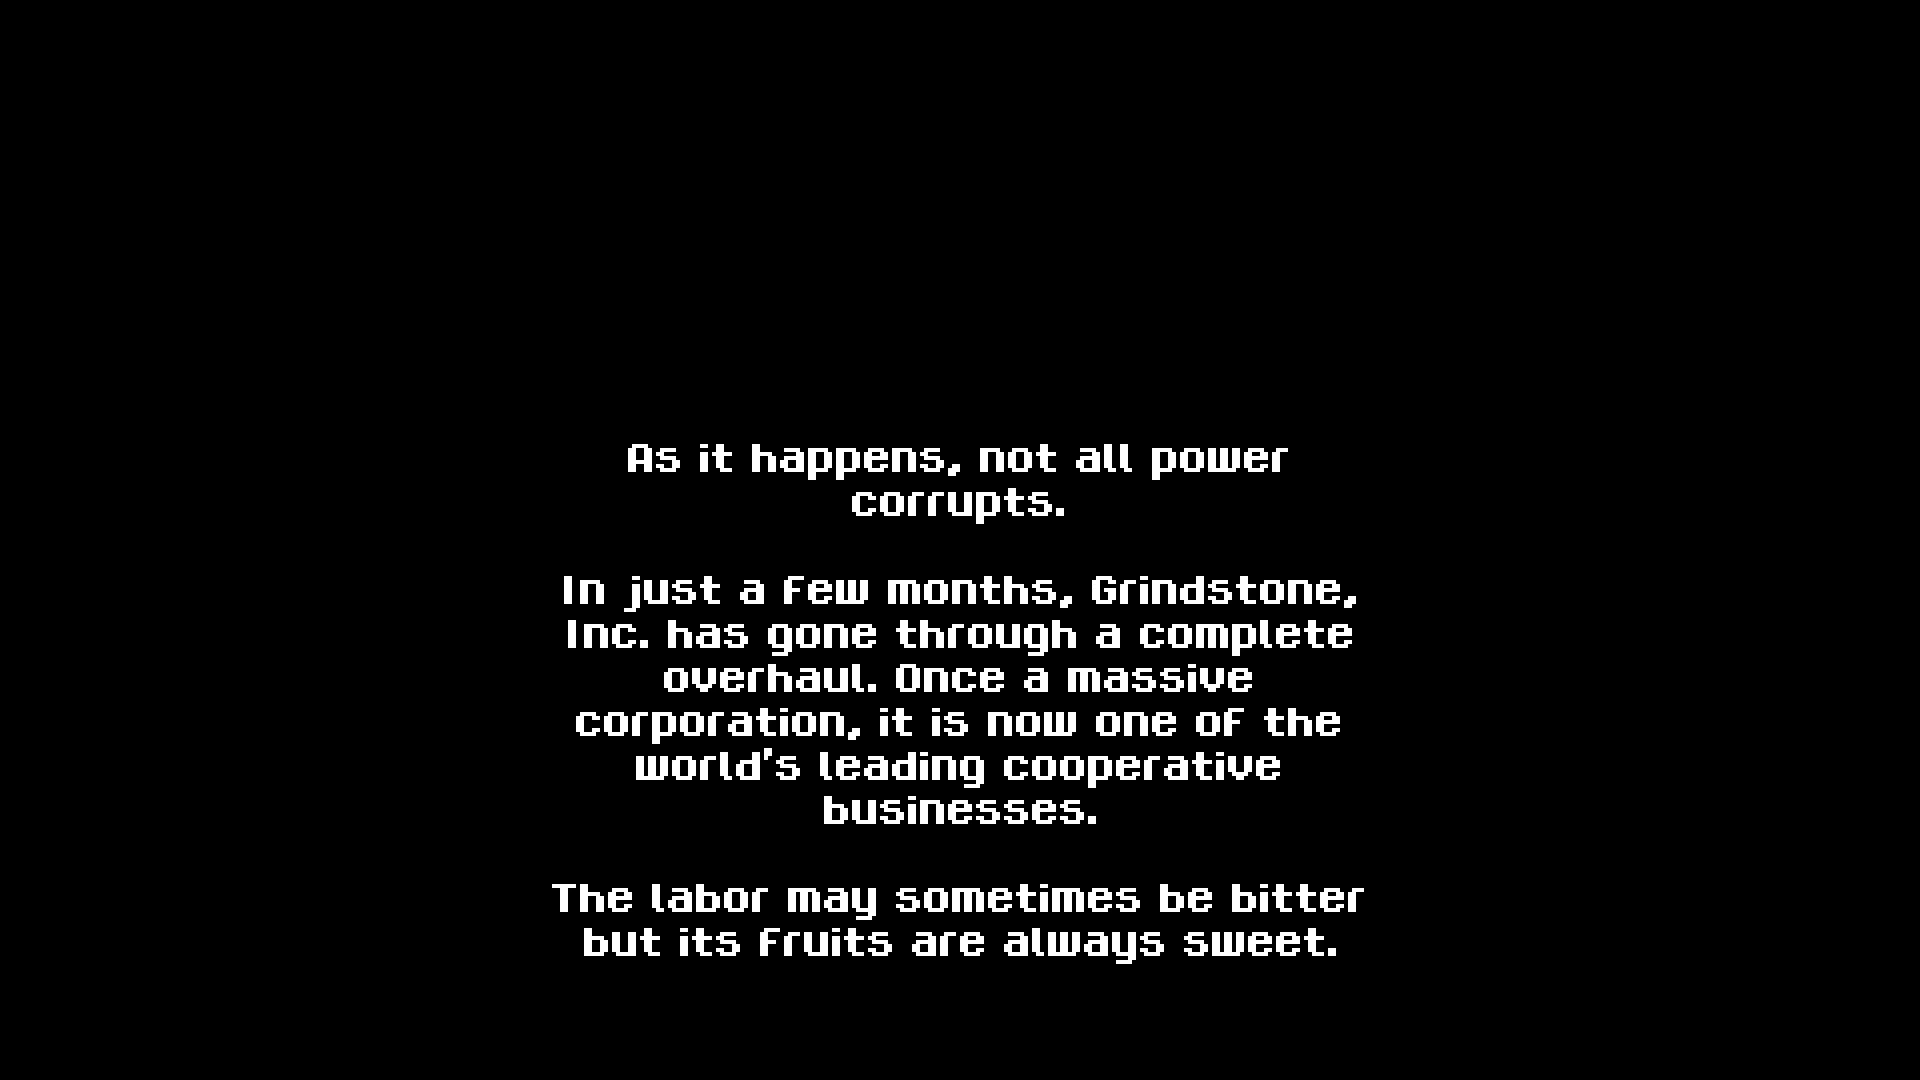 As it happens, not all power
corrupts.
In just a few months, Grindstone,
Inc. has gone through a complete
overhaul. Once a massive
corporation, it is now one of the
world's leading cooperative
businesses.
The labor may sometimes be bitter
but its fruits are always sweet.